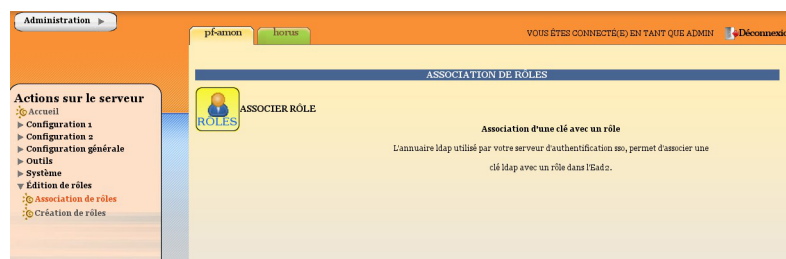 Administration
pf-amon horus VOUS ÊTES CONNECTÉ(E) EN TANT QUE ADMIN Déconnexio
ASSOCIATION DE RÔLES
Actions sur le serveur
Accueil
Configuration 1
Configuration 2
Configuration générale
Outils
Système
Édition de rôles
Association de rôles
Création de rôles
RÔLES
ASSOCIER RÔLE
Association d'une clé avec un rôle
L'annuaire ldap utilisé par votre serveur d'authentification sso, permet d'associer une
clé ldap avec un rôle dans l'Ead2.